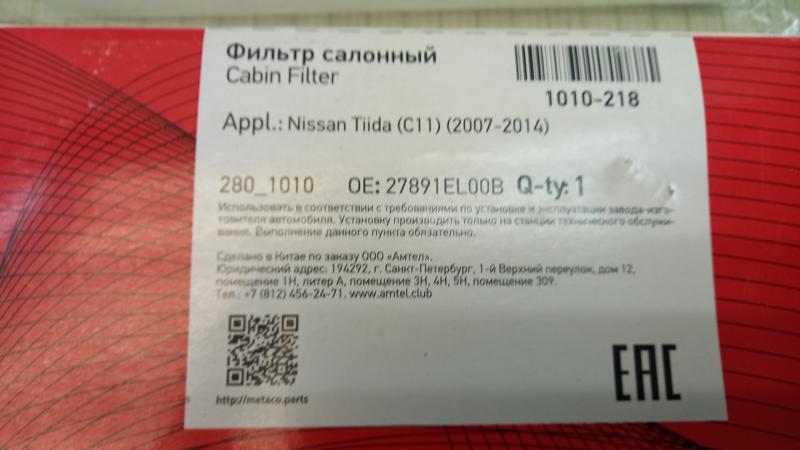 Фильтр салонный
Cabin Filter
1010-218
Appl.: Nissan Tiida (C11) (2007-2014)
280_1010 OE: 27891EL00B Q-ty: 1
Использовать в соответствии с требованиями по установке и эксплуатации завода-изго-
товителя автомобиля. Установку производить только на станции технического обслужи-
вания. Выполнение данного пункта обязательно.
Сделано в Китае по заказу ООО «Амтел».
Юридический адрес: 194292, г. Санкт-Петербург, 1-й Верхний переулок, дом 12,
помещение 1Н, литер А, помещение 3Н, 4Н, 5Н, помещение 309.
Тел.: +7 (812) 456-24-71. www.amtel.club
http://metaco.parts
EAC